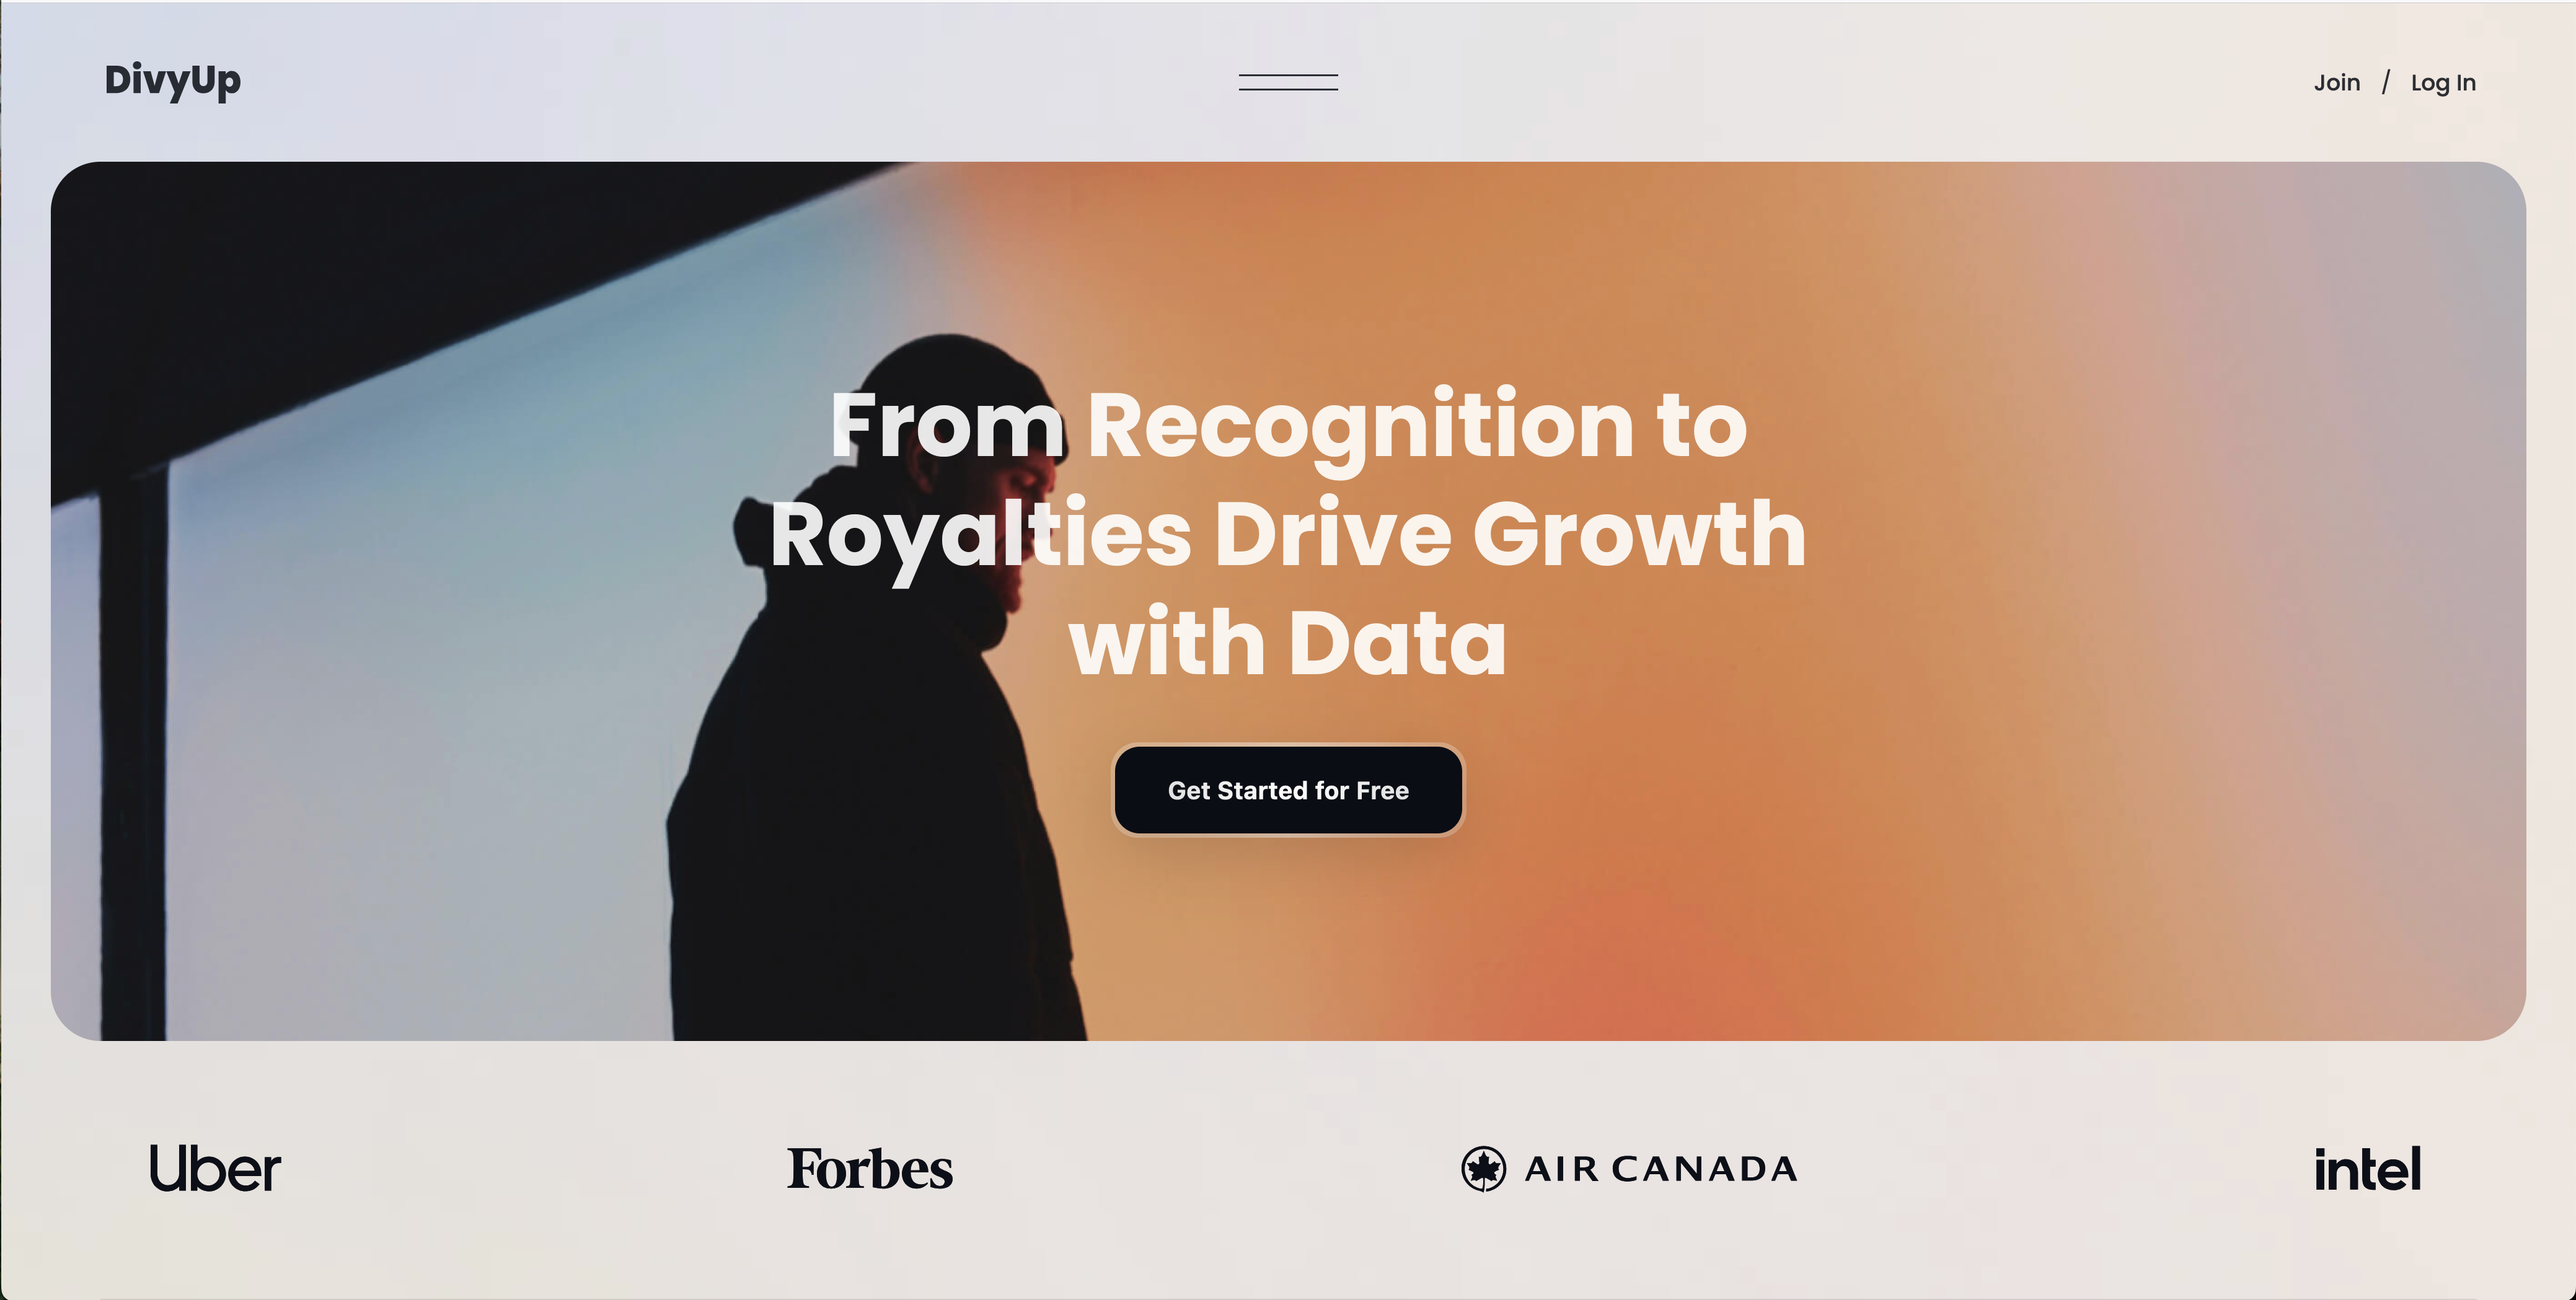 DivyUp
Join / Log In
From Recognition to
Royalties Drive Growth
with Data
Get Started for Free
Uber
Forbes
AIR CANADA
intel